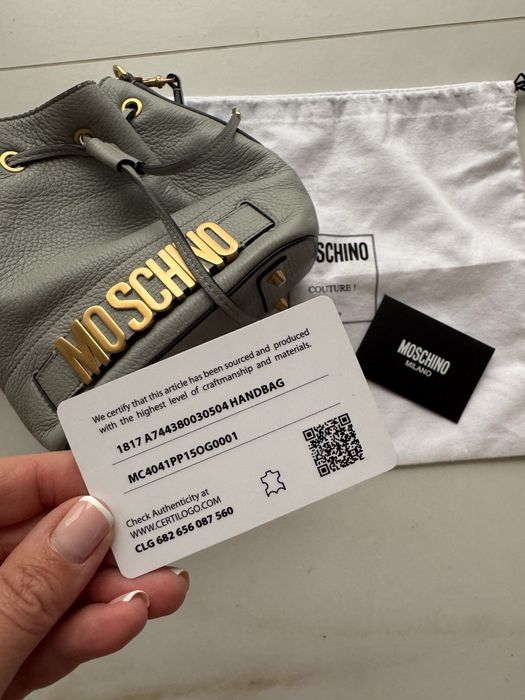 MOSCHINO
SCHINO
COUTURE !
MOSCHINO
MILANO
We certify that this article has been sourced and produced
with the highest level of craftmanship and materials.
1817 A744380030504 HANDBAG
MC4041PP15OG0001
Check Authenticity at
WWW.CERTILOGO.COM
CLG 682 656 087 560